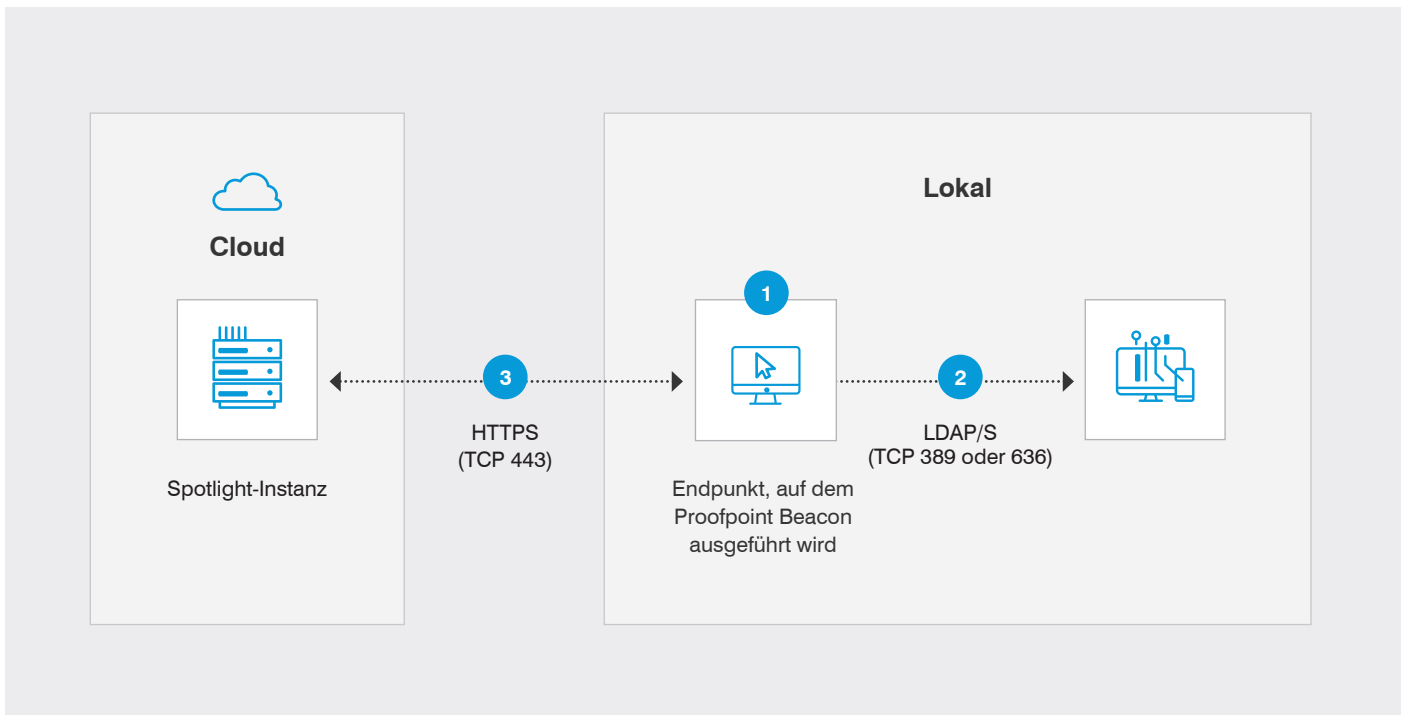 Cloud
Spotlight-Instanz
3
HTTPS
(TCP 443)
Lokal
1
Endpunkt, auf dem
Proofpoint Beacon
ausgeführt wird
2
LDAP/S
(TCP 389 oder 636)